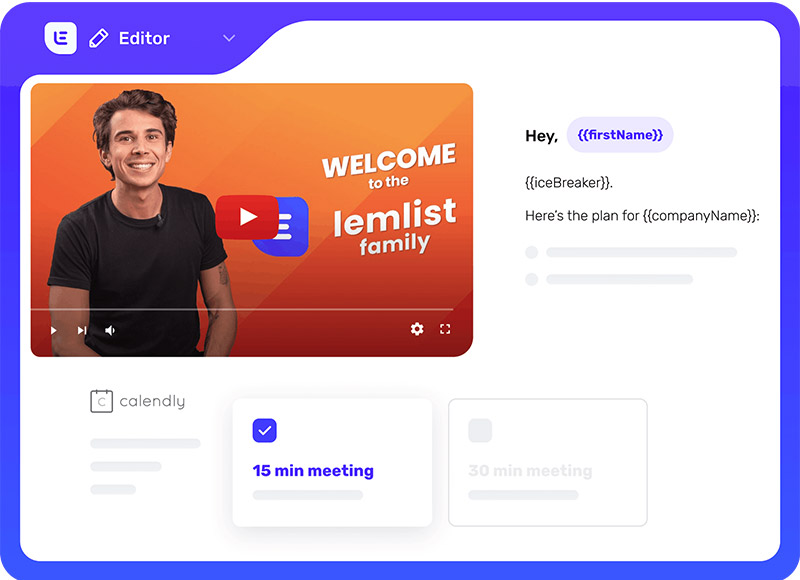 Editor
WELCOME
to the
lemlist
family
Hey, {{firstName}}
{{iceBreaker}}.
Here's the plan for {{companyName}}:
calendly
15 min meeting
30 min meeting